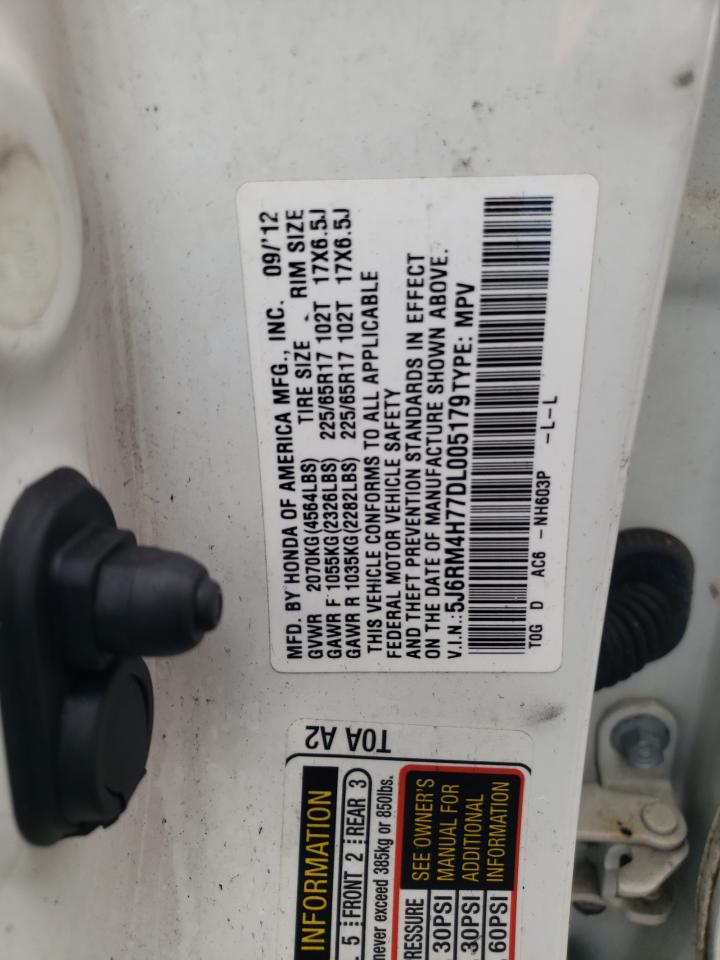 MFD. BY HONDA OF AMERICA MFG., INC. 09/'12
GVWR 2070KG(4564LBS) TIRE SIZE RIM SIZE
GAWR F 1055KG(2326LBS) 225/65R17 102T 17X6.5J
GAWR R 1035KG(2282LBS) 225/65R17 102T 17X6.5J
THIS VEHICLE CONFORMS TO ALL APPLICABLE
FEDERAL MOTOR VEHICLE SAFETY
AND THEFT PREVENTION STANDARDS IN EFFECT
ON THE DATE OF MANUFACTURE SHOWN ABOVE.
V.I.N.:5J6RM4H77DL005179 TYPE: MPV
T0G D AC6 - NH603P -L-L
T0A A2
INFORMATION
5 FRONT 2 REAR 3
never exceed 385kg or 850lbs.
SEE OWNER'S
MANUAL FOR
ADDITIONAL
INFORMATION
30PSI
30PSI
60PSI